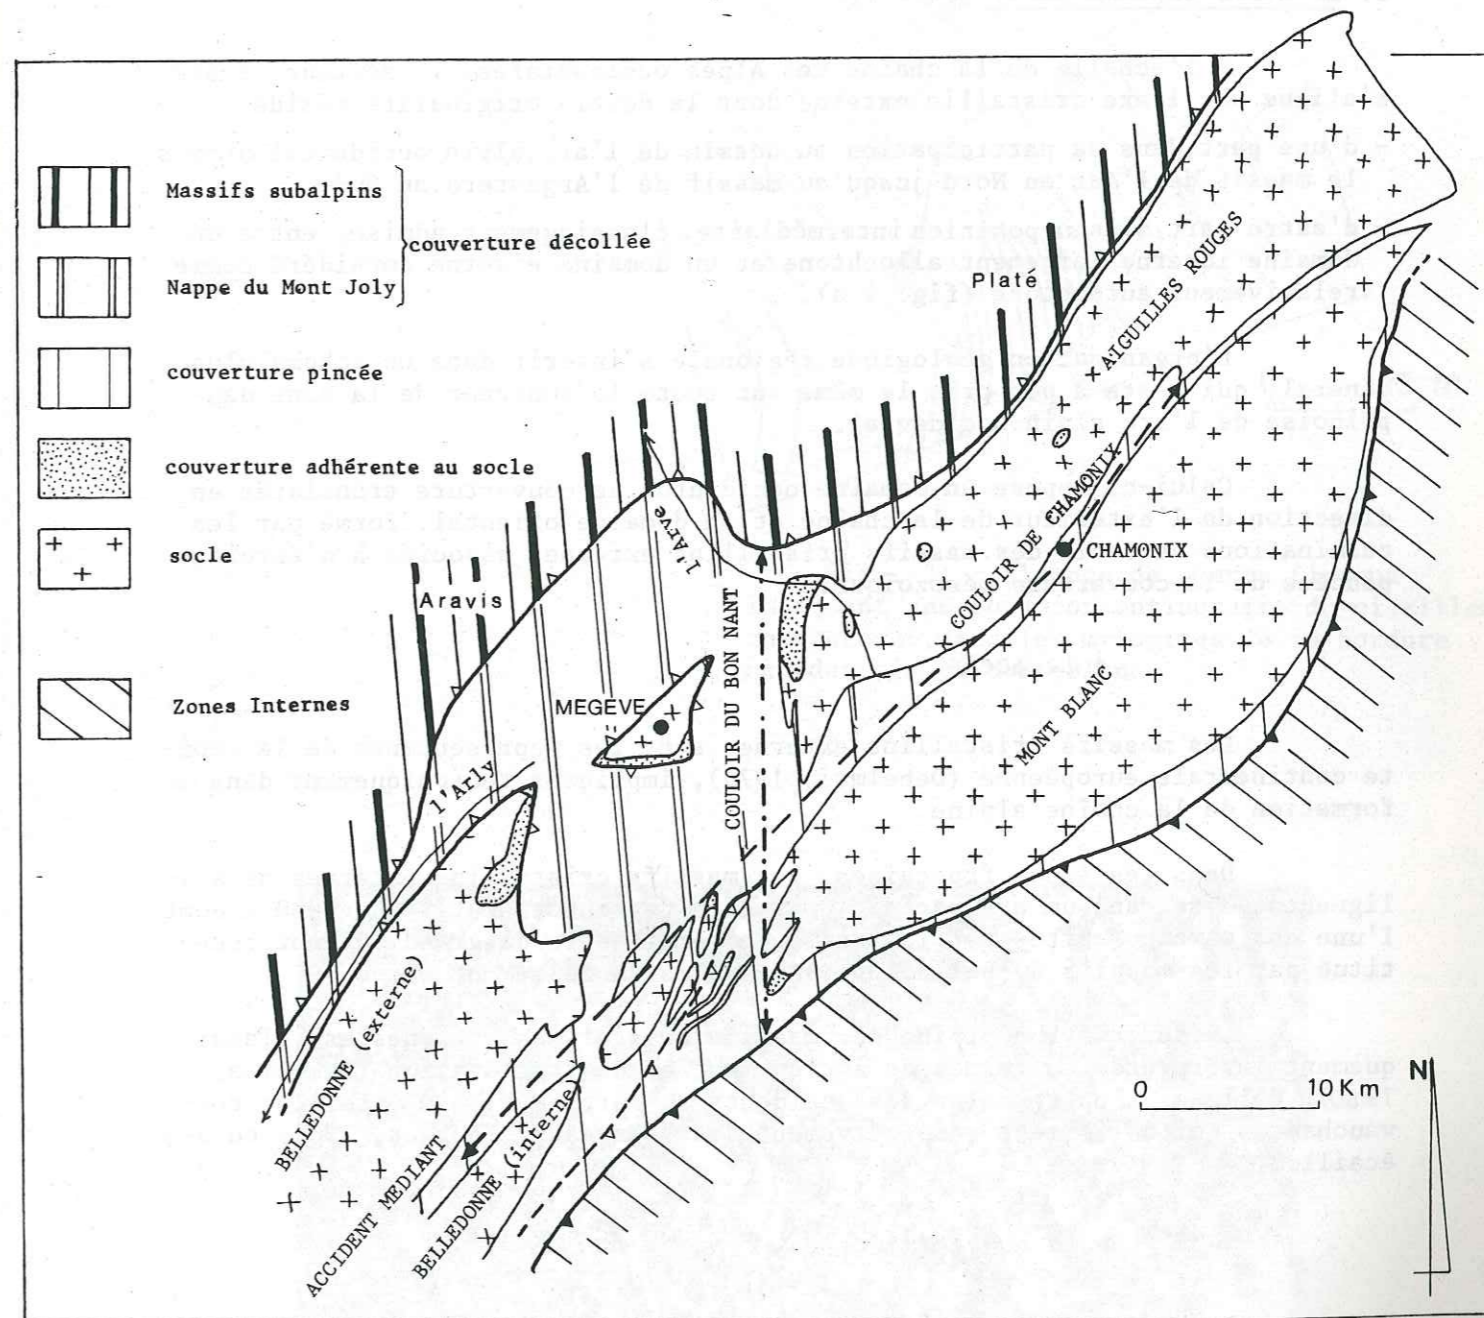 Massifs subalpins
couverture décollée
Nappe du Mont Joly
couverture pincée
couverture adhérente au socle
socle
Zones Internes
Platé
AIGUILLES ROUGES
COULOIR DE CHAMONIX
CHAMONIX
l'Arve
Aravis
MEGEVE
COULOIR DU BON NANT
MONT BLANC
l'Arly
BELLEDONNE (externe)
ACCIDENT MEDIANT
BELLEDONNE (interne)
0 10 Km
N